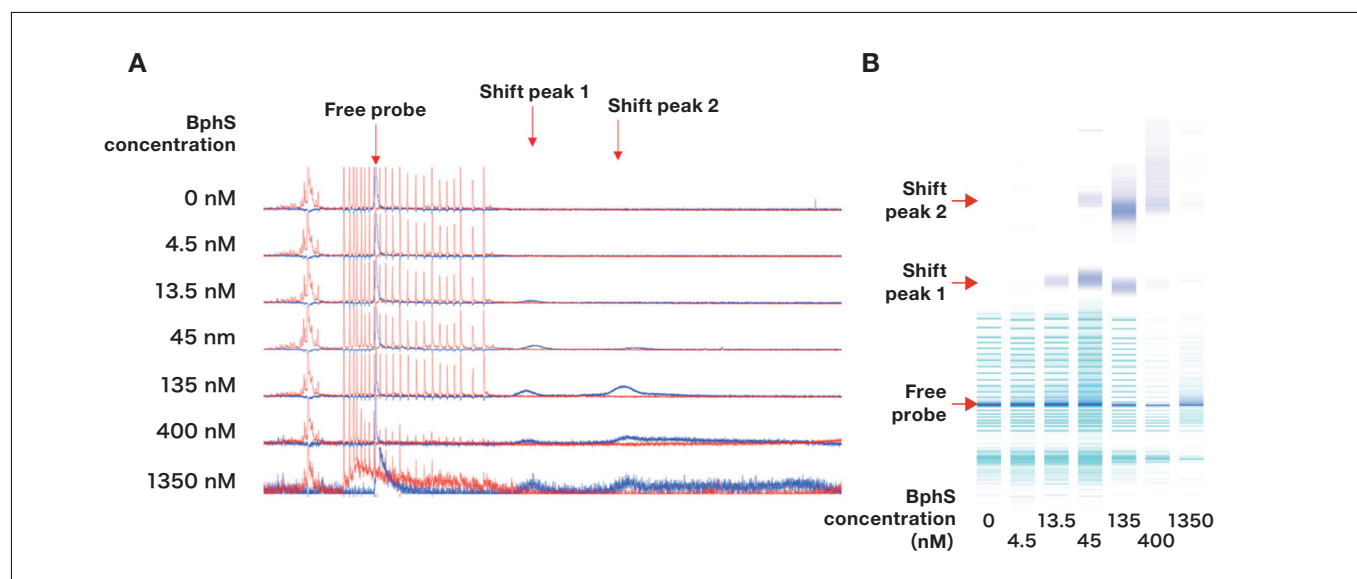 A
Free probe
Shift peak 1
Shift peak 2
BphS
concentration
0 nM
4.5 nM
13.5 nM
45 nm
135 nM
400 nM
1350 nM
B
Shift
peak 2
Shift
peak 1
Free
probe
BphS
concentration
(nM)
0 13.5 135 1350
4.5 45 400